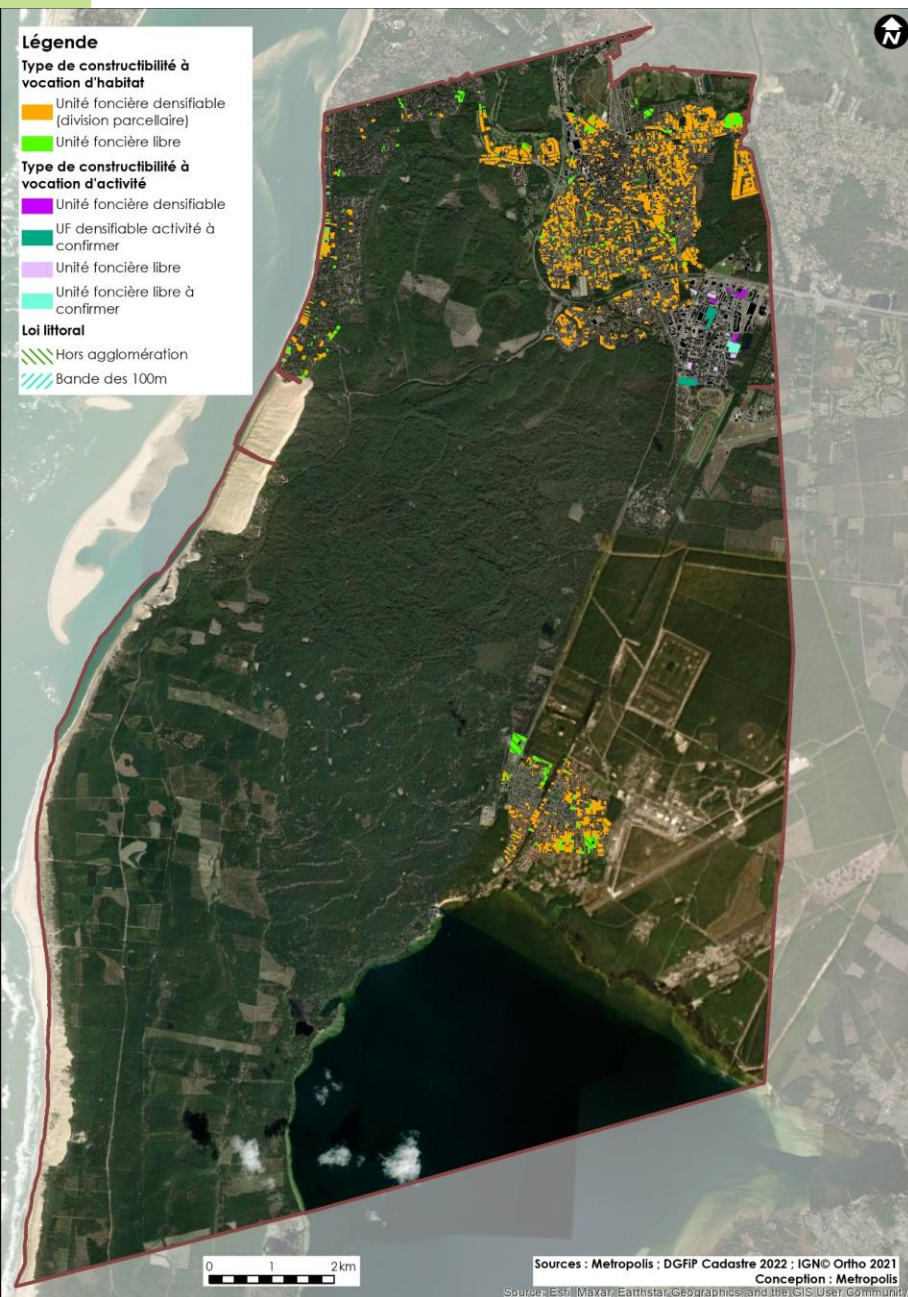 N
Légende
Type de constructibilité à
vocation d'habitat
Unité foncière densifiable
(division parcellaire)
Unité foncière libre
Type de constructibilité à
vocation d'activité
Unité foncière densifiable
UF densifiable activité à
confirmer
Unité foncière libre
Unité foncière libre à
confirmer
Loi littoral
Hors agglomération
Bande des 100m
0 1 2 km
Sources : Metropolis ; DGFiP Cadastre 2022 ; IGN© Ortho 2021
Conception : Metropolis
Source: Esri, Maxar, Earthstar Geographics, and the GIS User Community